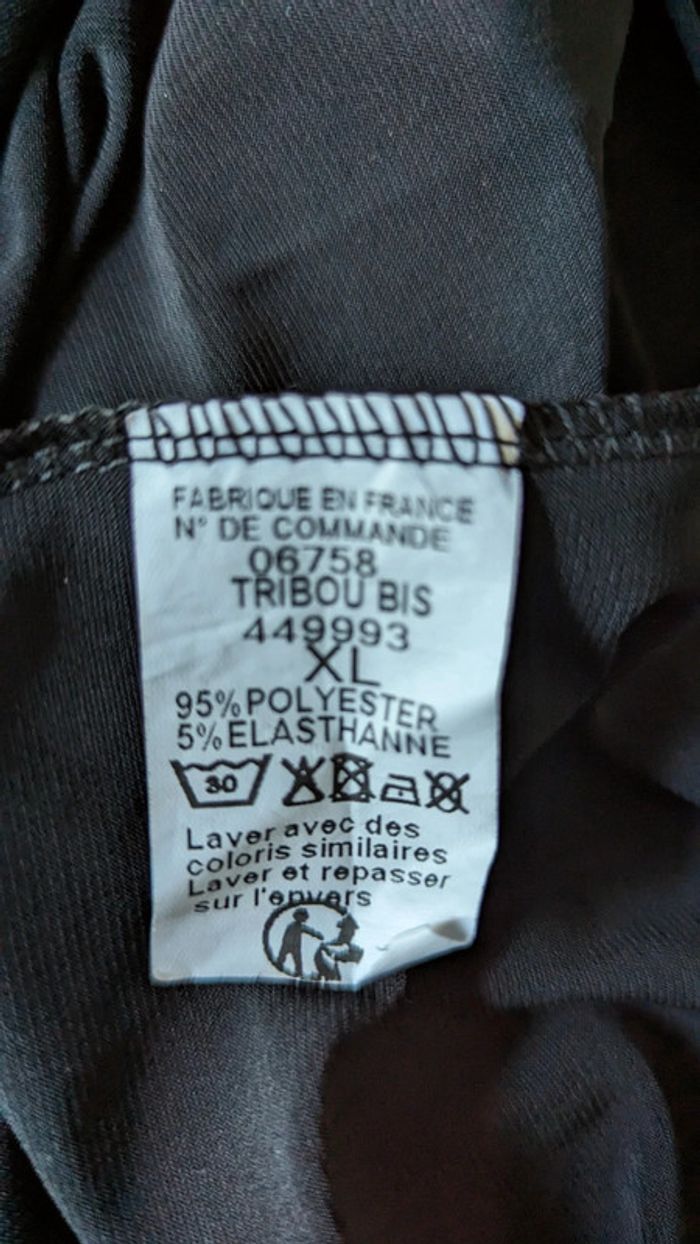 FABRIQUE EN FRANCE
N° DE COMMANDE
06758
TRIBOU BIS
449993
XL
95% POLYESTER
5% ELASTHANNE
30
Laver avec des
coloris similaires
Laver et repasser
sur l'envers